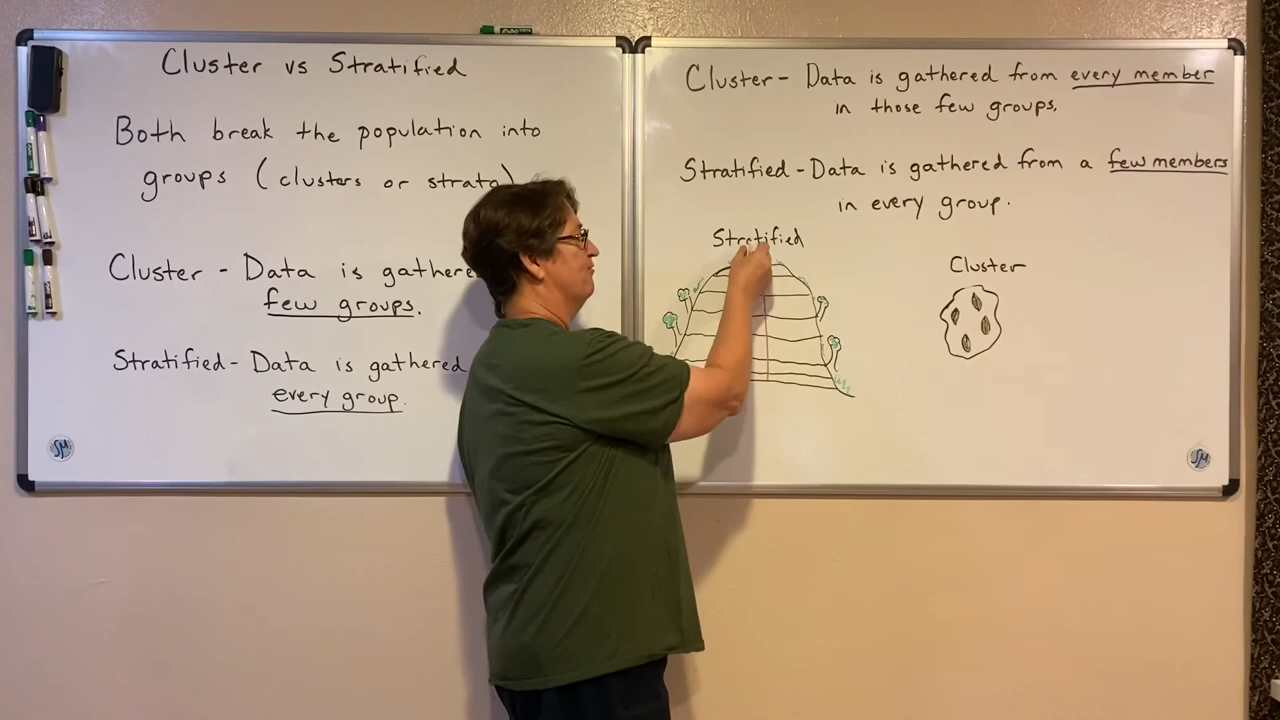 Cluster vs Stratified
Both break the population into
groups (clusters or strata)
Cluster - Data is gathere
few groups.
Stratified - Data is gathered
every group.
Cluster - Data is gathered from every member
in those few groups.
Stratified - Data is gathered from a few members
in every group.
Stratified
Cluster
SM
SM